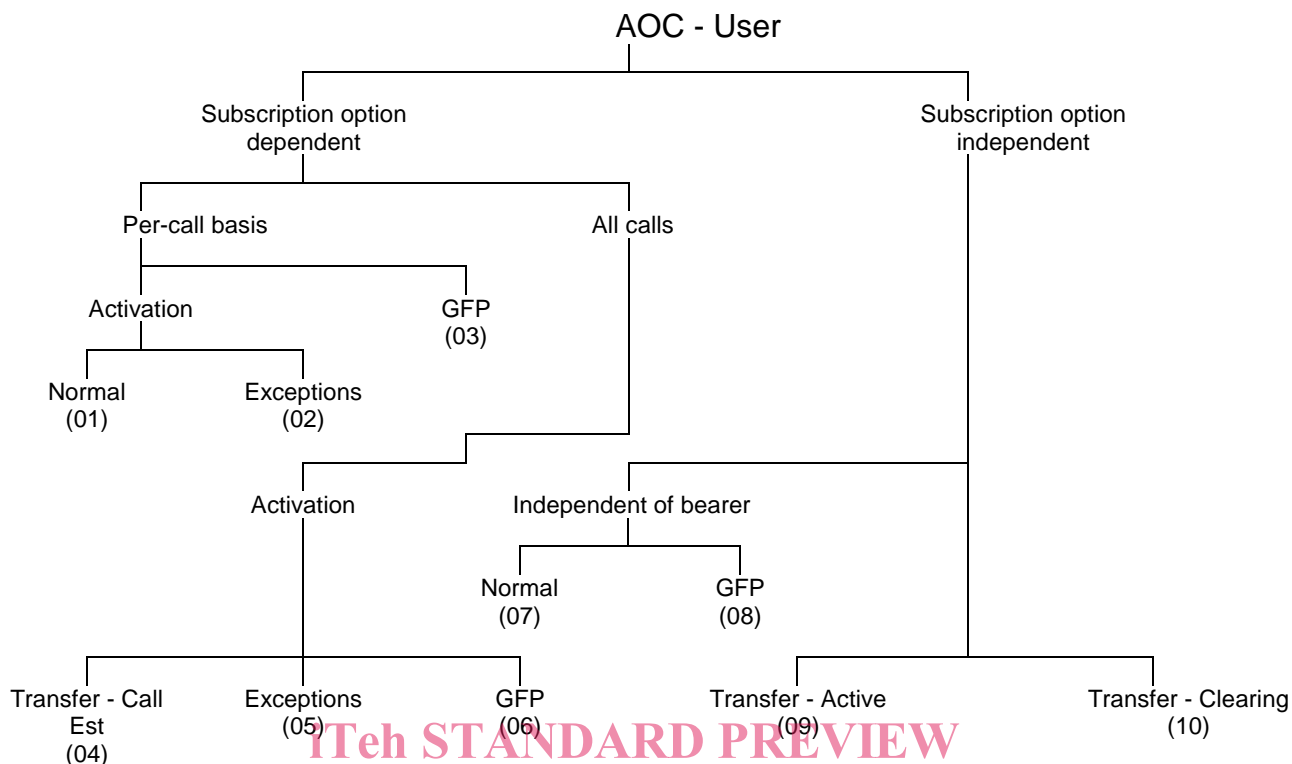 AOC - User
Subscription option
dependent
Subscription option
independent
Per-call basis
All calls
Activation
GFP
(03)
Normal
(01)
Exceptions
(02)
Activation
Independent of bearer
Normal
(07)
GFP
(08)
Transfer - Call
Est
(04)
Exceptions
(05)
GFP
(06)
Transfer - Active
(09)
Transfer - Clearing
(10)
iTeh STANDARD PREVIEW